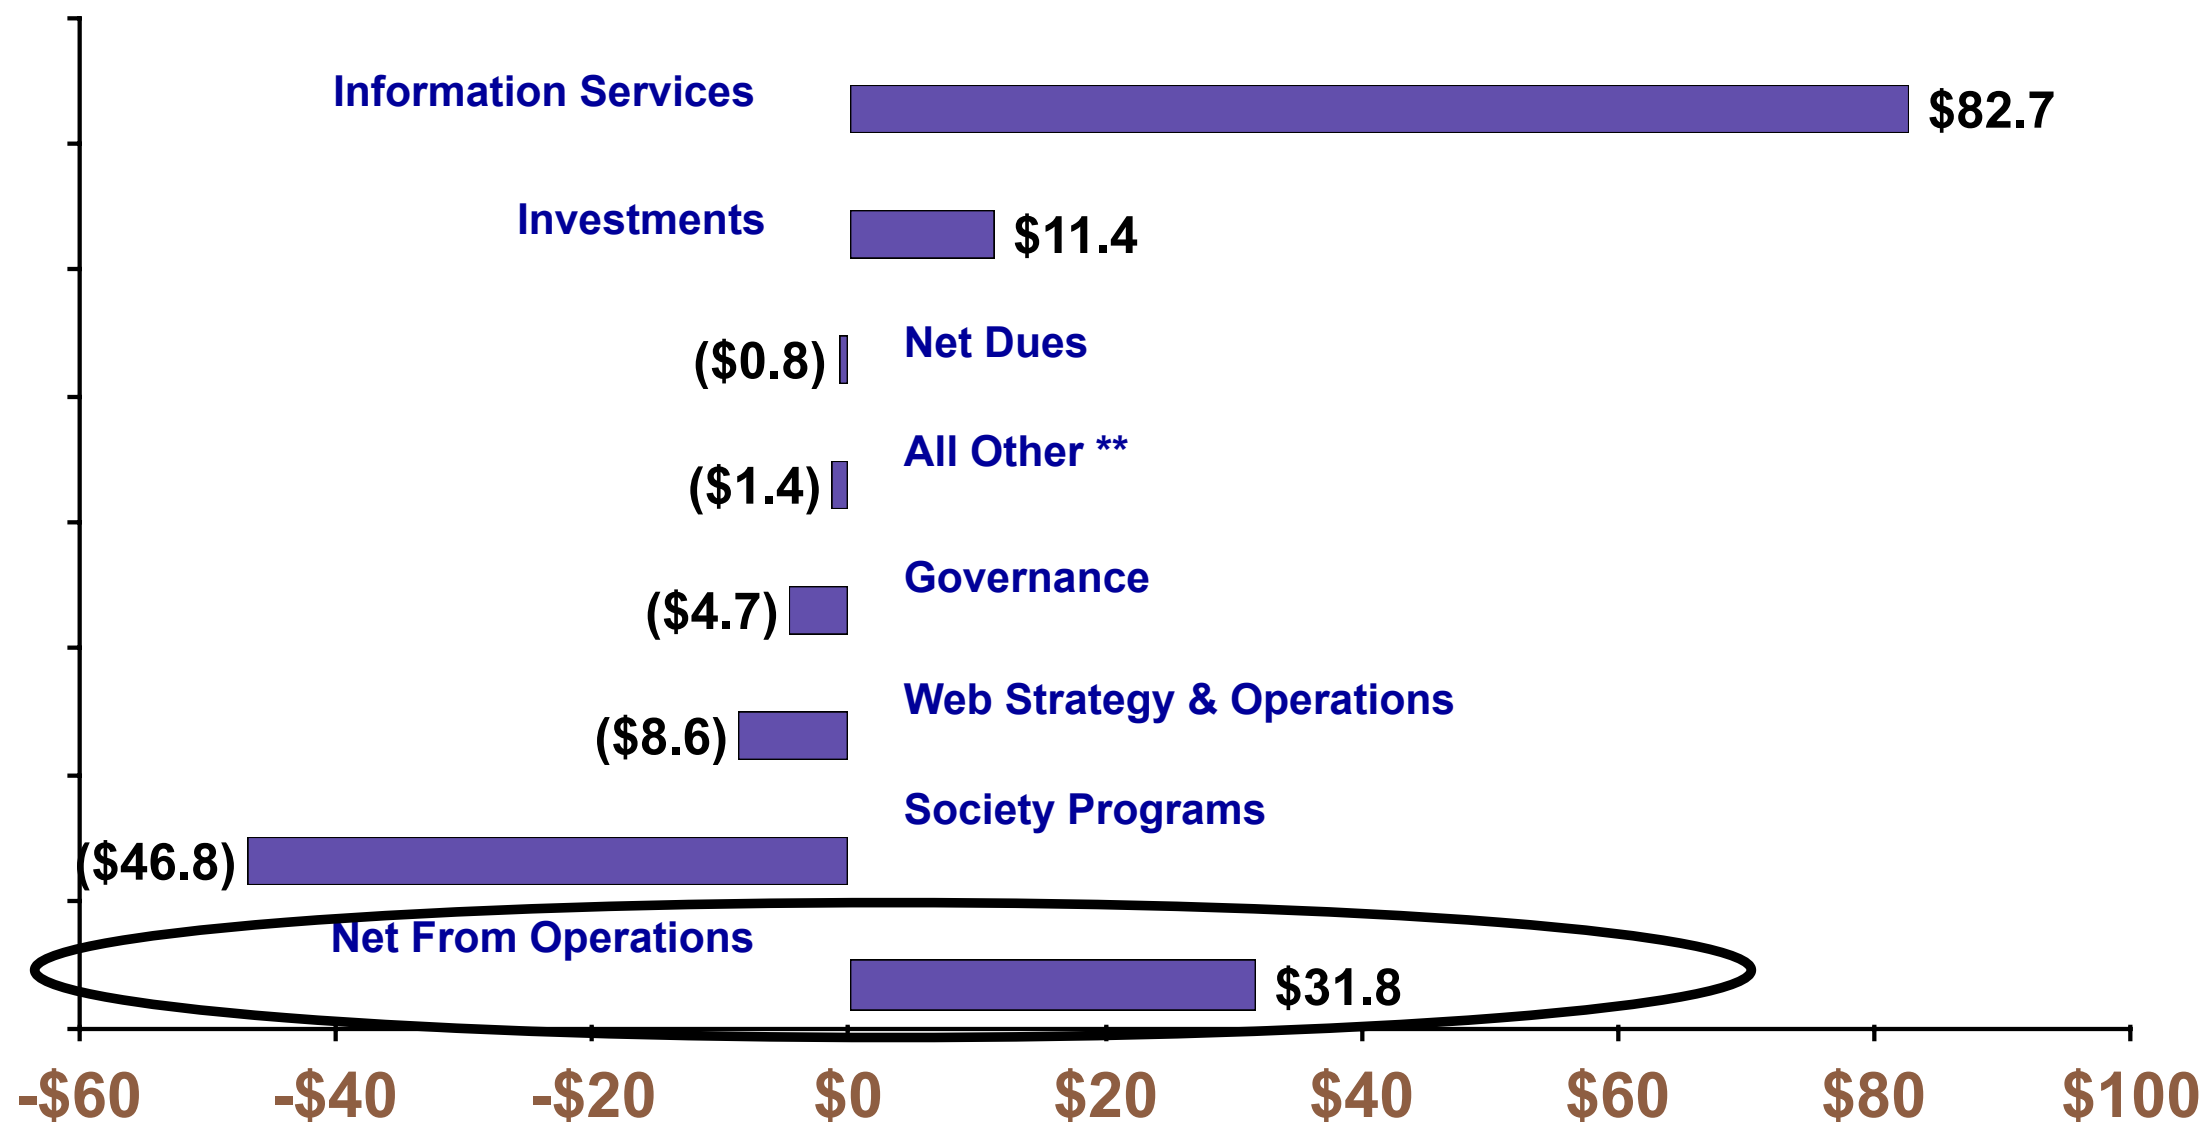 Information Services
$82.7
Investments
$11.4
($0.8)
Net Dues
($1.4)
All Other **
($4.7)
Governance
($8.6)
Web Strategy & Operations
($46.8)
Society Programs
Net From Operations
$31.8
-$60 -$40 -$20 $0 $20 $40 $60 $80 $100